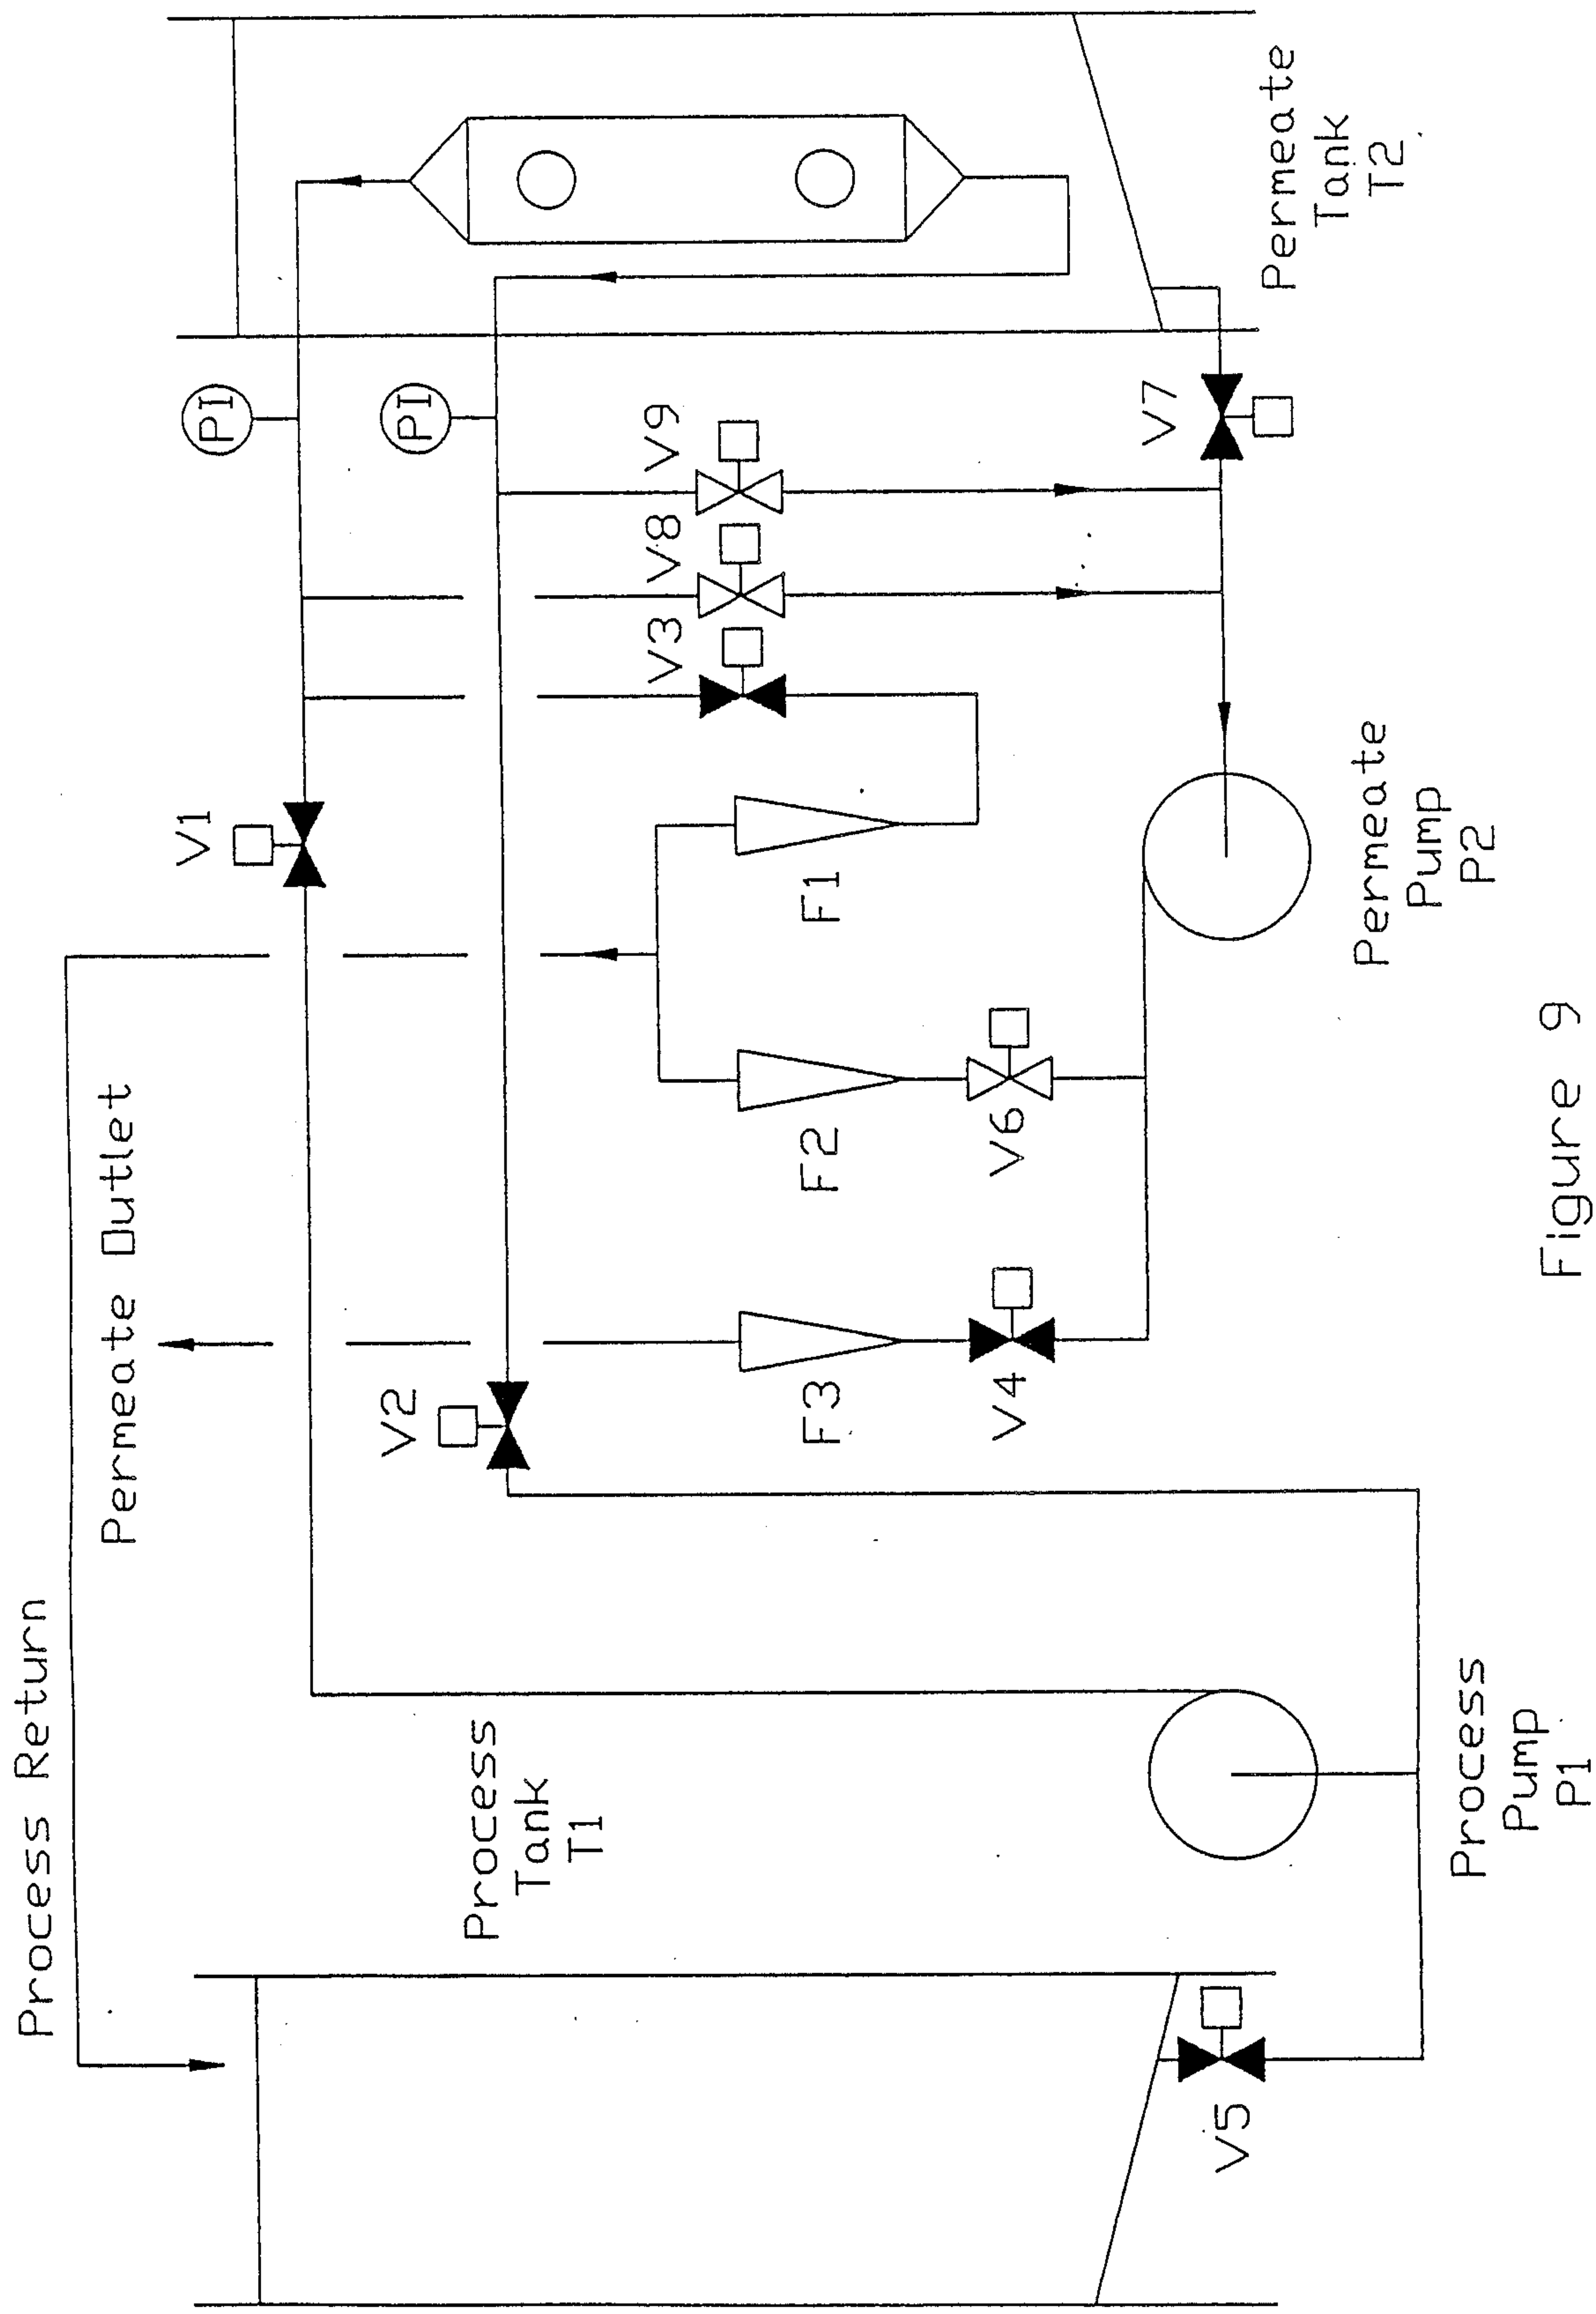 Process Return
Permeate Outlet
V1
PI
V2
PI
Process
Tank
T1
V3
V8
V9
F3
F2
F1
V4
V6
V7
V5
Process
Pump
P1
Permeate
Pump
P2
Permeate
Tank
T2
Figure 9